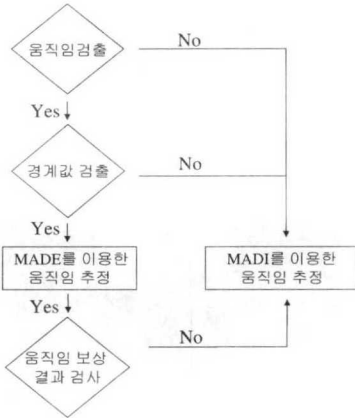 움직임검출
No
Yes
경계값 검출
No
Yes
MADE를 이용한
움직임 추정
MADI를 이용한
움직임 추정
Yes
움직임 보상
결과 검사
No